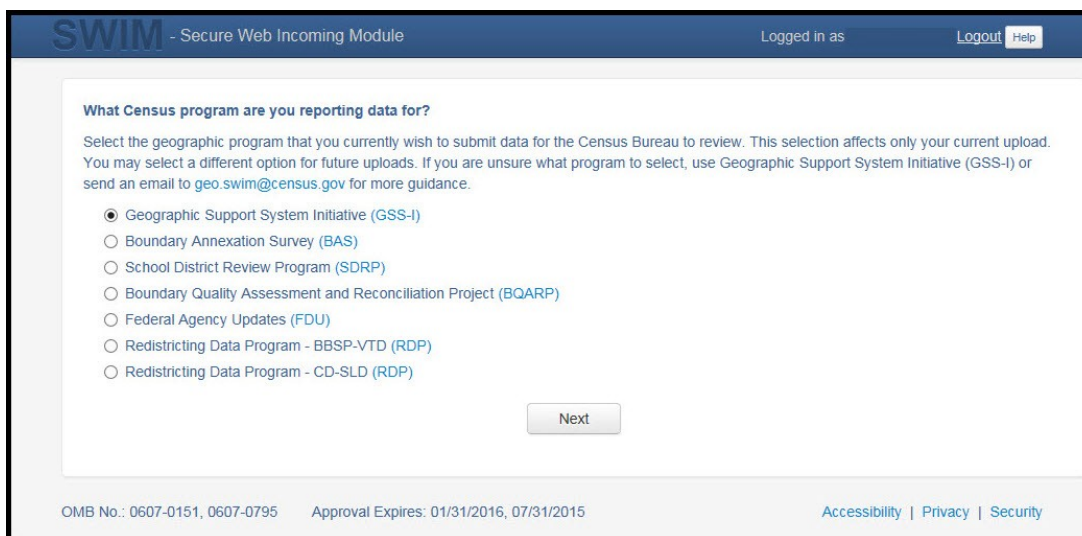 SWIM - Secure Web Incoming Module Logged in as Logout Help
What Census program are you reporting data for?
Select the geographic program that you currently wish to submit data for the Census Bureau to review. This selection affects only your current upload.
You may select a different option for future uploads. If you are unsure what program to select, use Geographic Support System Initiative (GSS-I) or
send an email to geo.swim@census.gov for more guidance.
Geographic Support System Initiative (GSS-I)
Boundary Annexation Survey (BAS)
School District Review Program (SDRP)
Boundary Quality Assessment and Reconciliation Project (BQARP)
Federal Agency Updates (FDU)
Redistricting Data Program - BBSP-VTD (RDP)
Redistricting Data Program - CD-SLD (RDP)
Next
OMB No.: 0607-0151, 0607-0795 Approval Expires: 01/31/2016, 07/31/2015 Accessibility | Privacy | Security